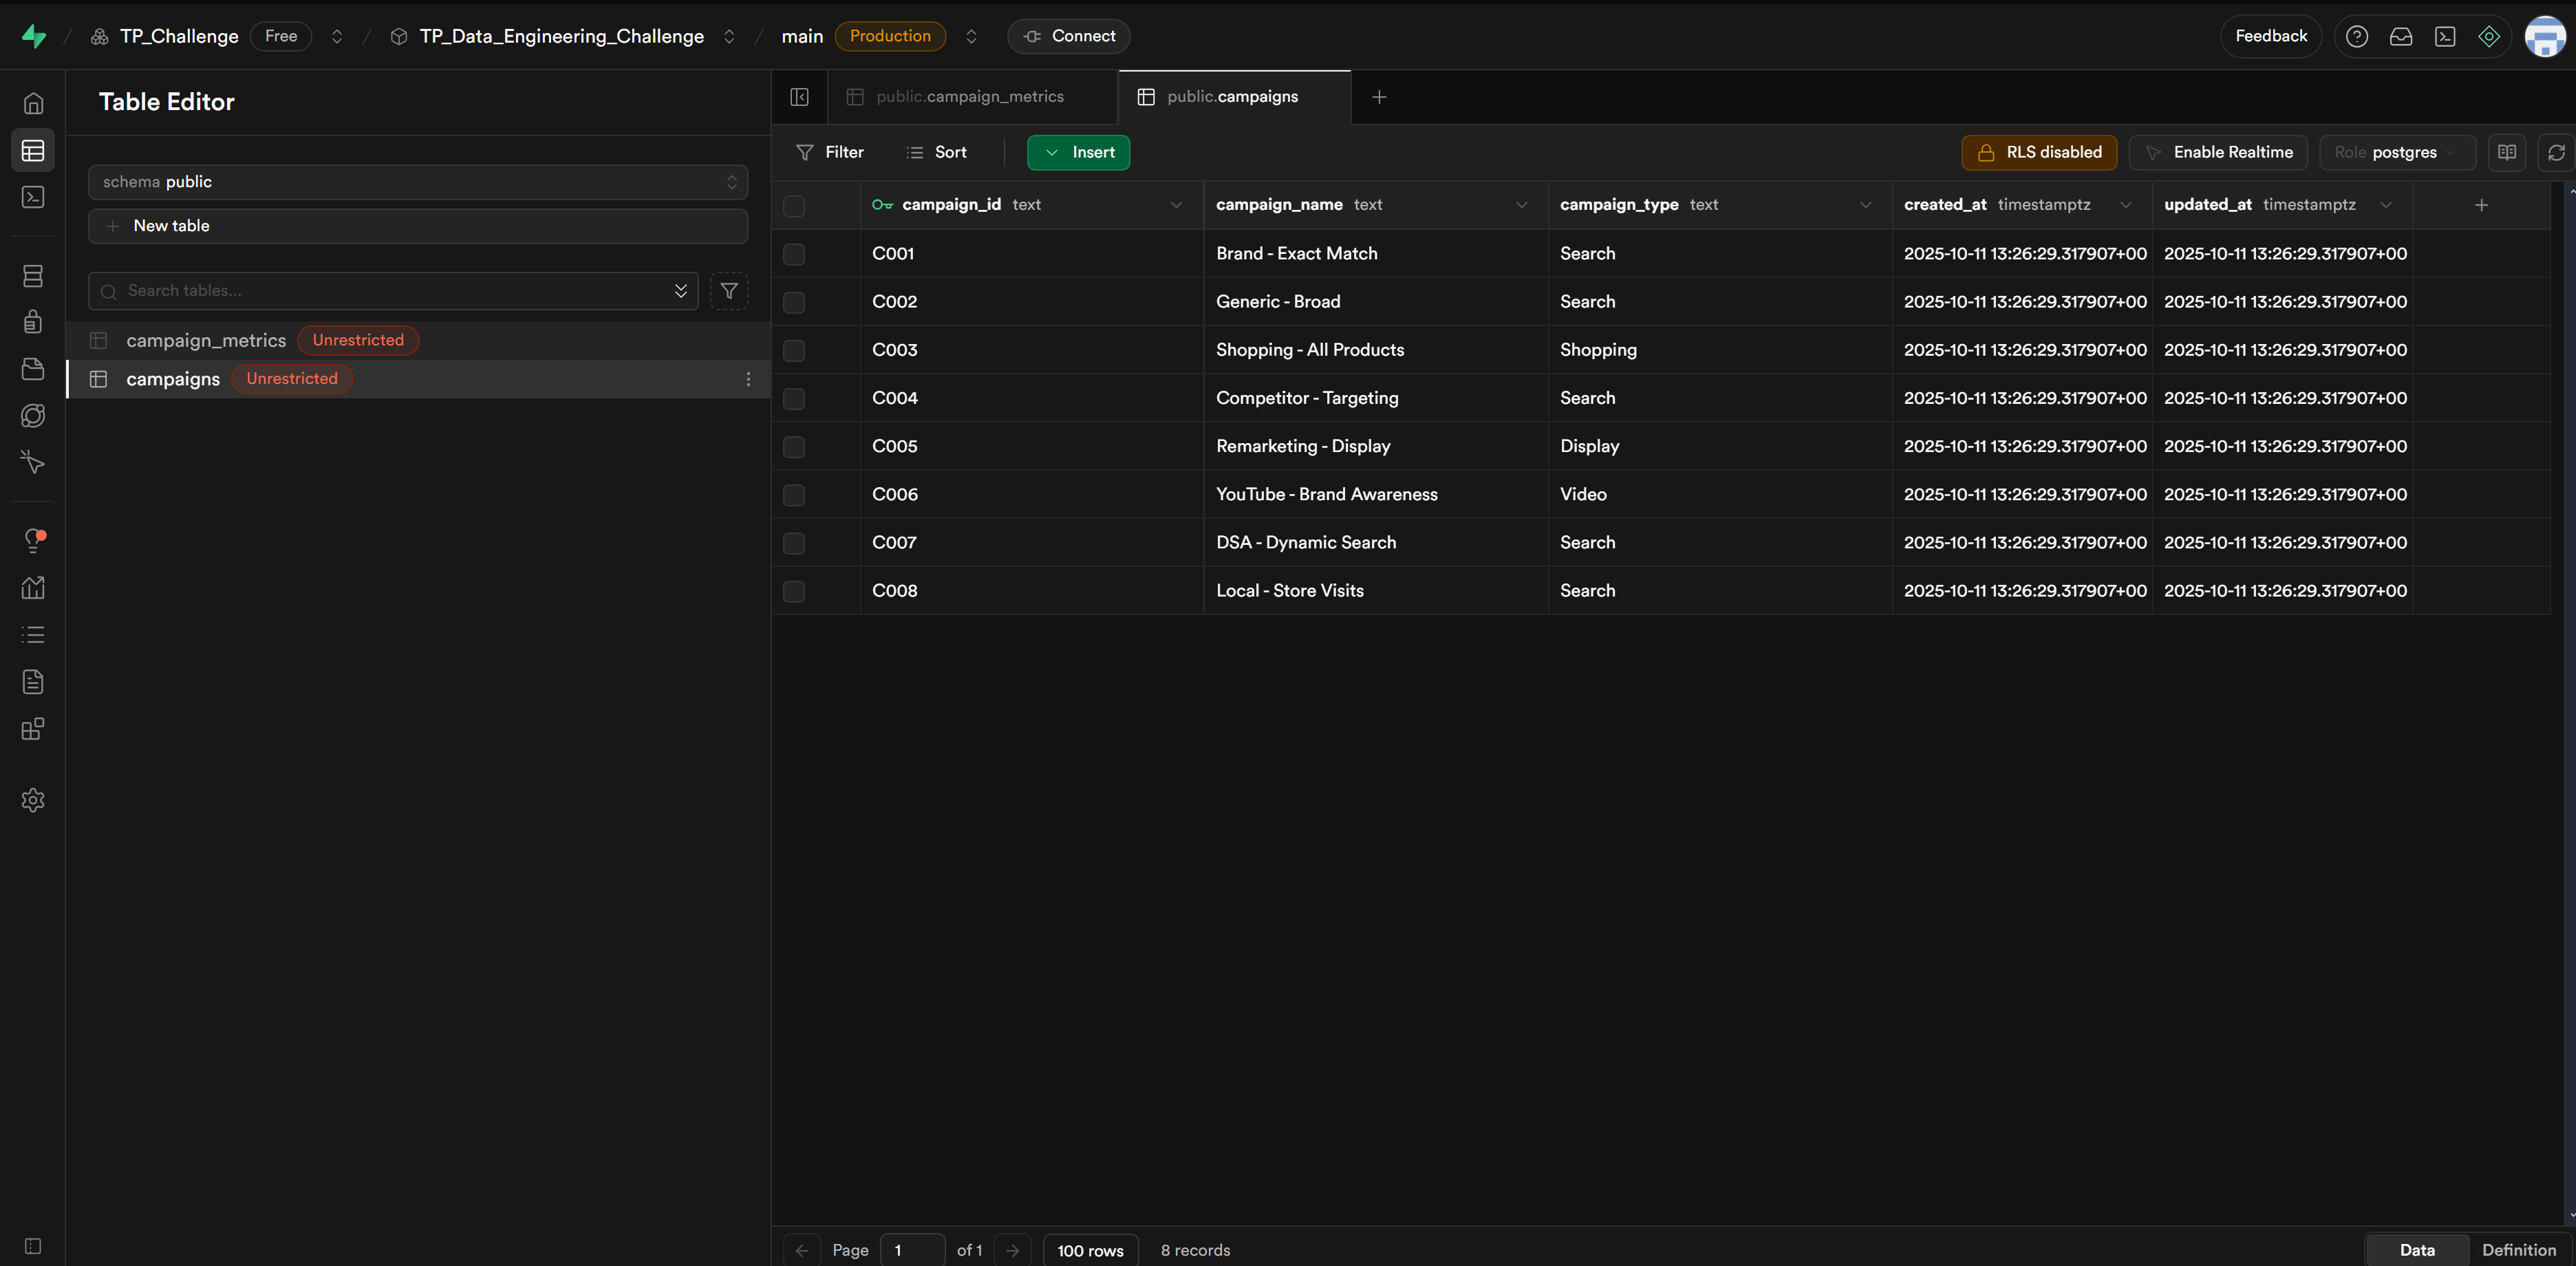 TP_Challenge Free TP_Data_Engineering_Challenge main Production Connect Feedback
Table Editor
public.campaign_metrics public.campaigns
Filter Sort Insert RLS disabled Enable Realtime Role postgres
schema public
New table
Search tables...
campaign_metrics Unrestricted
campaigns Unrestricted
campaign_id text campaign_name text campaign_type text created_at timestamptz updated_at timestamptz
C001 Brand - Exact Match Search 2025-10-11 13:26:29.317907+00 2025-10-11 13:26:29.317907+00
C002 Generic - Broad Search 2025-10-11 13:26:29.317907+00 2025-10-11 13:26:29.317907+00
C003 Shopping - All Products Shopping 2025-10-11 13:26:29.317907+00 2025-10-11 13:26:29.317907+00
C004 Competitor - Targeting Search 2025-10-11 13:26:29.317907+00 2025-10-11 13:26:29.317907+00
C005 Remarketing - Display Display 2025-10-11 13:26:29.317907+00 2025-10-11 13:26:29.317907+00
C006 YouTube - Brand Awareness Video 2025-10-11 13:26:29.317907+00 2025-10-11 13:26:29.317907+00
C007 DSA - Dynamic Search Search 2025-10-11 13:26:29.317907+00 2025-10-11 13:26:29.317907+00
C008 Local - Store Visits Search 2025-10-11 13:26:29.317907+00 2025-10-11 13:26:29.317907+00
Page 1 of 1 100 rows 8 records Data Definition